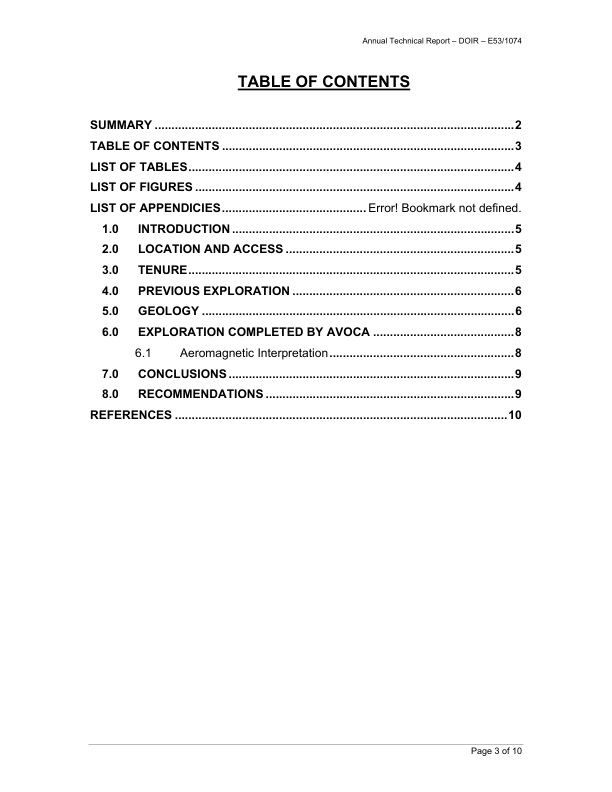 Annual Technical Report – DOIR – E53/1074
TABLE OF CONTENTS
SUMMARY ............................................................................................................2
TABLE OF CONTENTS ........................................................................................3
LIST OF TABLES..................................................................................................4
LIST OF FIGURES ................................................................................................4
LIST OF APPENDICIES........................................... Error! Bookmark not defined.
1.0 INTRODUCTION .....................................................................................5
2.0 LOCATION AND ACCESS .....................................................................5
3.0 TENURE..................................................................................................5
4.0 PREVIOUS EXPLORATION ...................................................................6
5.0 GEOLOGY ..............................................................................................6
6.0 EXPLORATION COMPLETED BY AVOCA ...........................................8
6.1 Aeromagnetic Interpretation........................................................8
7.0 CONCLUSIONS ......................................................................................9
8.0 RECOMMENDATIONS ...........................................................................9
REFERENCES ....................................................................................................10
Page 3 of 10